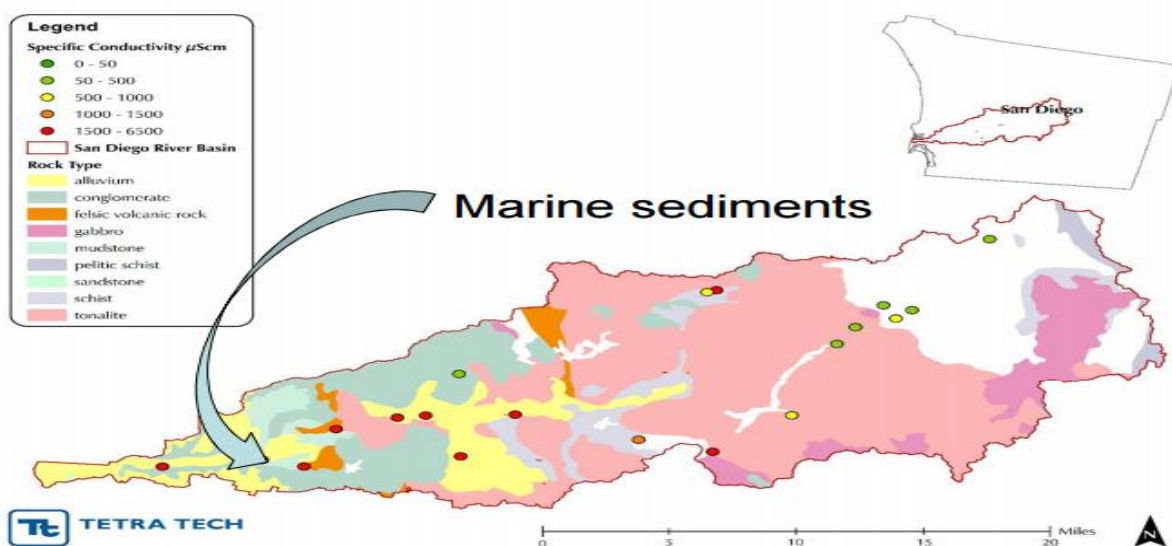 Legend
Specific Conductivity µScm
0 - 50
50 - 500
500 - 1000
1000 - 1500
1500 - 6500
San Diego River Basin
Rock Type
alluvium
conglomerate
felsic volcanic rock
gabbro
mudstone
pelitic schist
sandstone
schist
tonalite
San Diego
Marine sediments
Tt TETRA TECH
0 5 10 15 20 Miles
N